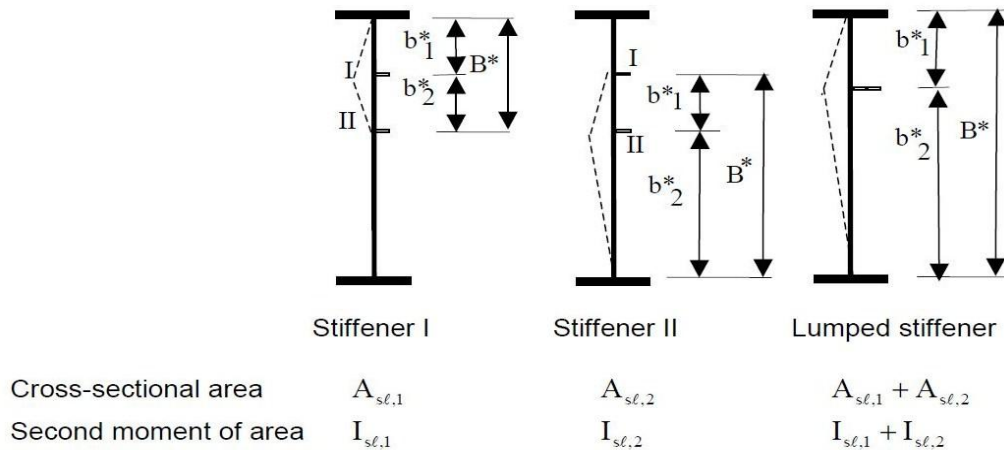 b*1
I
b*2
B*
II
I
b*1
II
b*2
B*
b*1
b*2
B*
Stiffener I
Stiffener II
Lumped stiffener
Cross-sectional area A_sℓ,1 A_sℓ,2 A_sℓ,1 + A_sℓ,2
Second moment of area I_sℓ,1 I_sℓ,2 I_sℓ,1 + I_sℓ,2